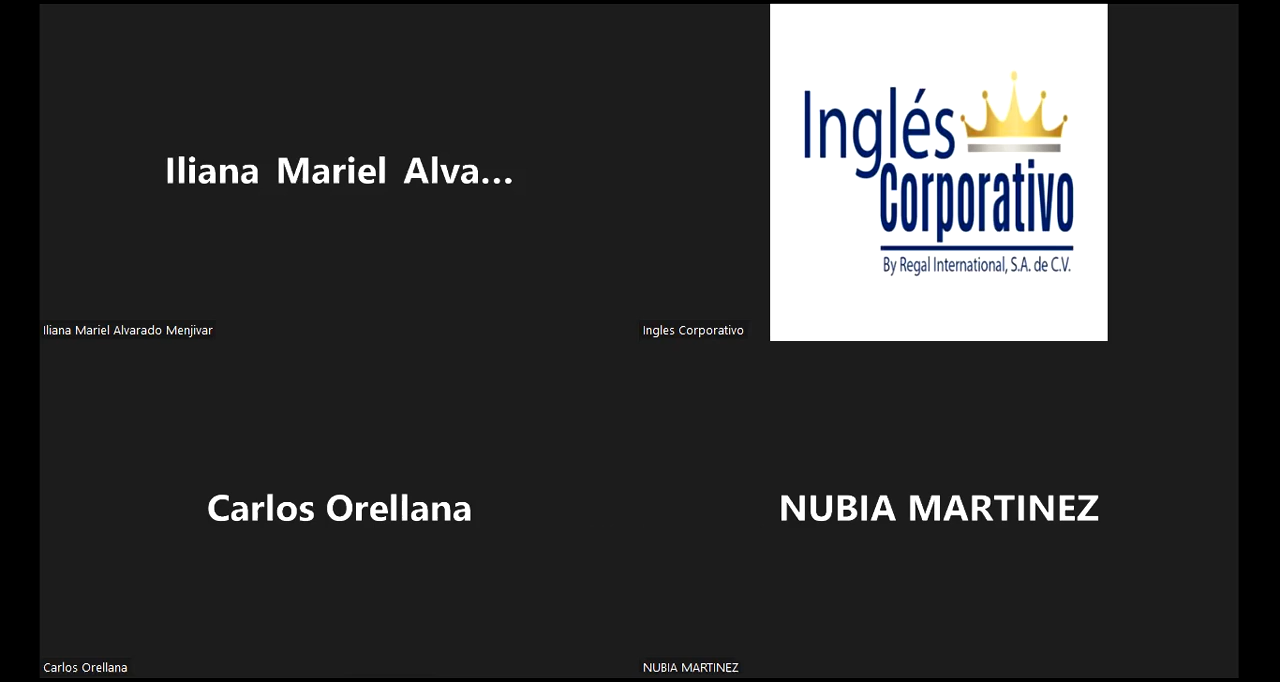 Iliana Mariel Alva...
Iliana Mariel Alvarado Menjivar
Inglés
Corporativo
By Regal International, S.A. de C.V.
Ingles Corporativo
Carlos Orellana
Carlos Orellana
NUBIA MARTINEZ
NUBIA MARTINEZ